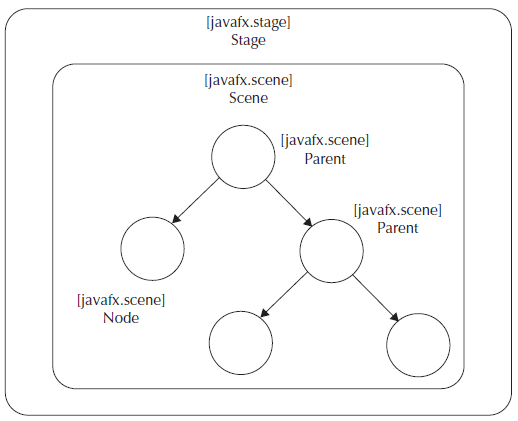 [javafx.stage]
Stage
[javafx.scene]
Scene
[javafx.scene]
Parent
[javafx.scene]
Parent
[javafx.scene]
Node